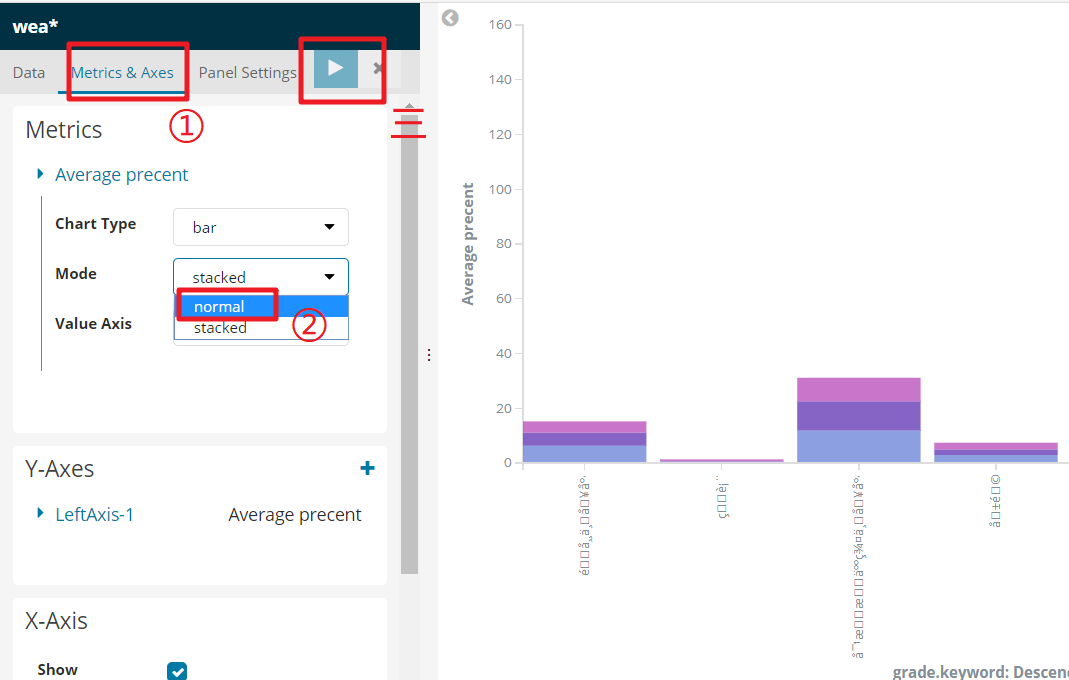 wea*
Data
Metrics & Axes
Panel Settings
①
Metrics
Average precent
Chart Type
bar
Mode
stacked
normal
stacked
②
Value Axis
Y-Axes
LeftAxis-1
Average precent
X-Axis
Show
三
160
140
120
100
80
60
40
20
0
Average precent
grade.keyword: Descen